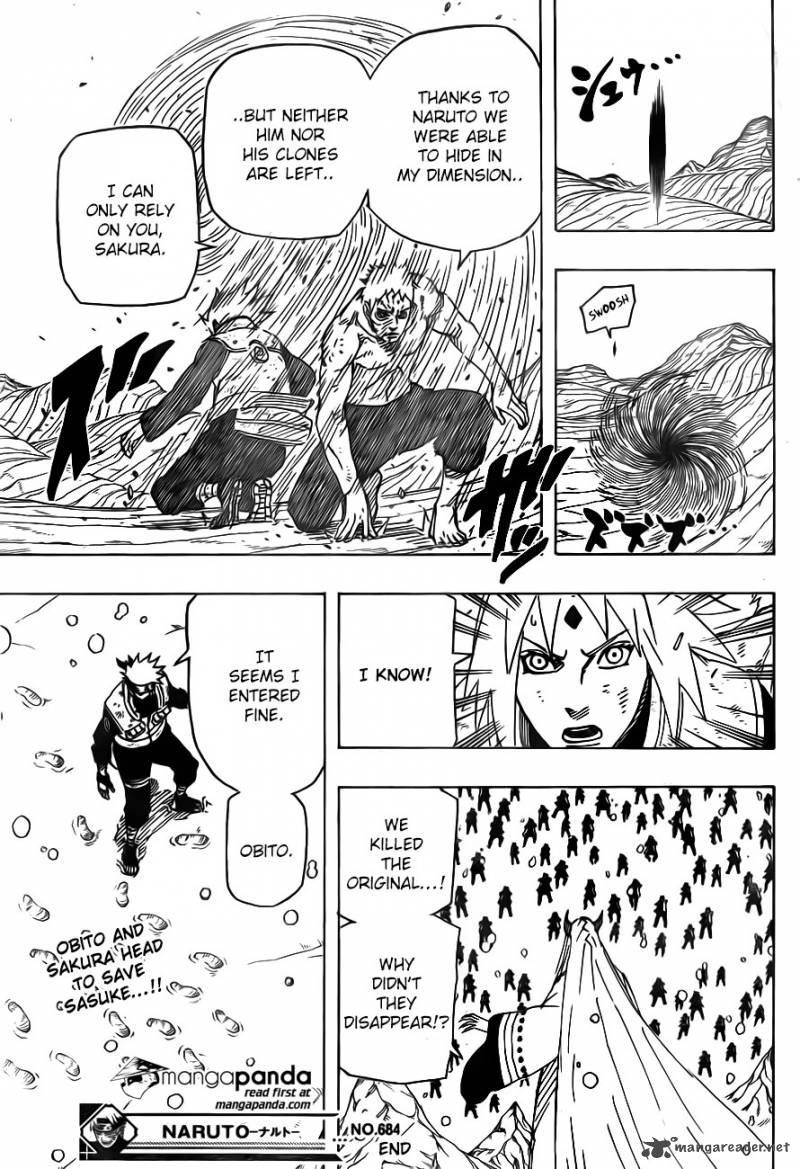 シュゥ…
SWOOSH
ズズズ…
THANKS TO
NARUTO WE
WERE ABLE
TO HIDE IN
MY DIMENSION..
..BUT NEITHER
HIM NOR
HIS CLONES
ARE LEFT..
I CAN
ONLY RELY
ON YOU,
SAKURA.
I KNOW!
WE
KILLED
THE
ORIGINAL...!
WHY
DIDN'T
THEY
DISAPPEAR!?
IT
SEEMS I
ENTERED
FINE.
OBITO.
OBITO AND
SAKURA HEAD
TO SAVE
SASUKE...!!
mangapanda
read first at
mangapanda.com
NARUTO—ナルト—
NO.684
END
mangareader.net